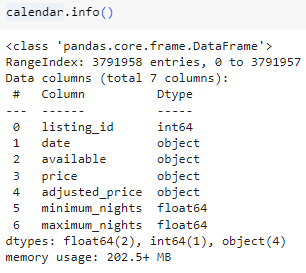 calendar.info()
<class 'pandas.core.frame.DataFrame'>
RangeIndex: 3791958 entries, 0 to 3791957
Data columns (total 7 columns):
 #   Column          Dtype
---  ------          -----
 0   listing_id      int64
 1   date            object
 2   available       object
 3   price           object
 4   adjusted_price  object
 5   minimum_nights  float64
 6   maximum_nights  float64
dtypes: float64(2), int64(1), object(4)
memory usage: 202.5+ MB